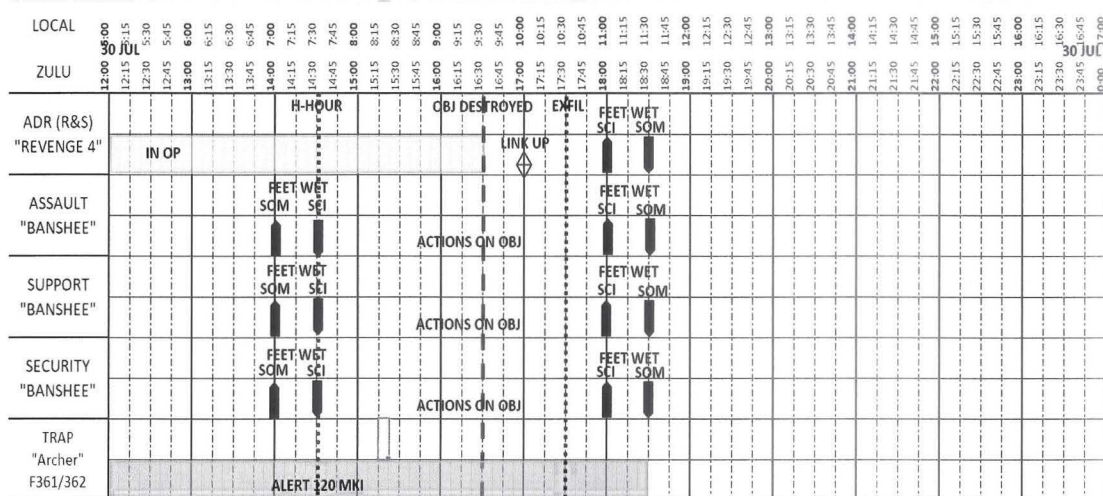 LOCAL
5:00 5:15 5:30 5:45 6:00 6:15 6:30 6:45 7:00 7:15 7:30 7:45 8:00 8:15 8:30 8:45 9:00 9:15 9:30 9:45 10:00 10:15 10:30 10:45 11:00 11:15 11:30 11:45 12:00 12:15 12:30 12:45 13:00 13:15 13:30 13:45 14:00 14:15 14:30 14:45 15:00 15:15 15:30 15:45 16:00 16:15 16:30 16:45 17:00
30 JUL 30 JUL
ZULU
12:00 12:15 12:30 12:45 13:00 13:15 13:30 13:45 14:00 14:15 14:30 14:45 15:00 15:15 15:30 15:45 16:00 16:15 16:30 16:45 17:00 17:15 17:30 17:45 18:00 18:15 18:30 18:45 19:00 19:15 19:30 19:45 20:00 20:15 20:30 20:45 21:00 21:15 21:30 21:45 22:00 22:15 22:30 22:45 23:00 23:15 23:30 23:45 0:00
H-HOUR OBJ DESTROYED EXFIL
ADR (R&S)
"REVENGE 4"
FEET WET
SCI SOM
IN OP
LINK UP
ASSAULT
"BANSHEE"
FEET WET
SOM SCI
FEET WET
SCI SOM
ACTIONS ON OBJ
SUPPORT
"BANSHEE"
FEET WET
SOM SCI
FEET WET
SCI SOM
ACTIONS ON OBJ
SECURITY
"BANSHEE"
FEET WET
SOM SCI
FEET WET
SCI SOM
ACTIONS ON OBJ
TRAP
"Archer"
F361/362
ALERT 120 MKI